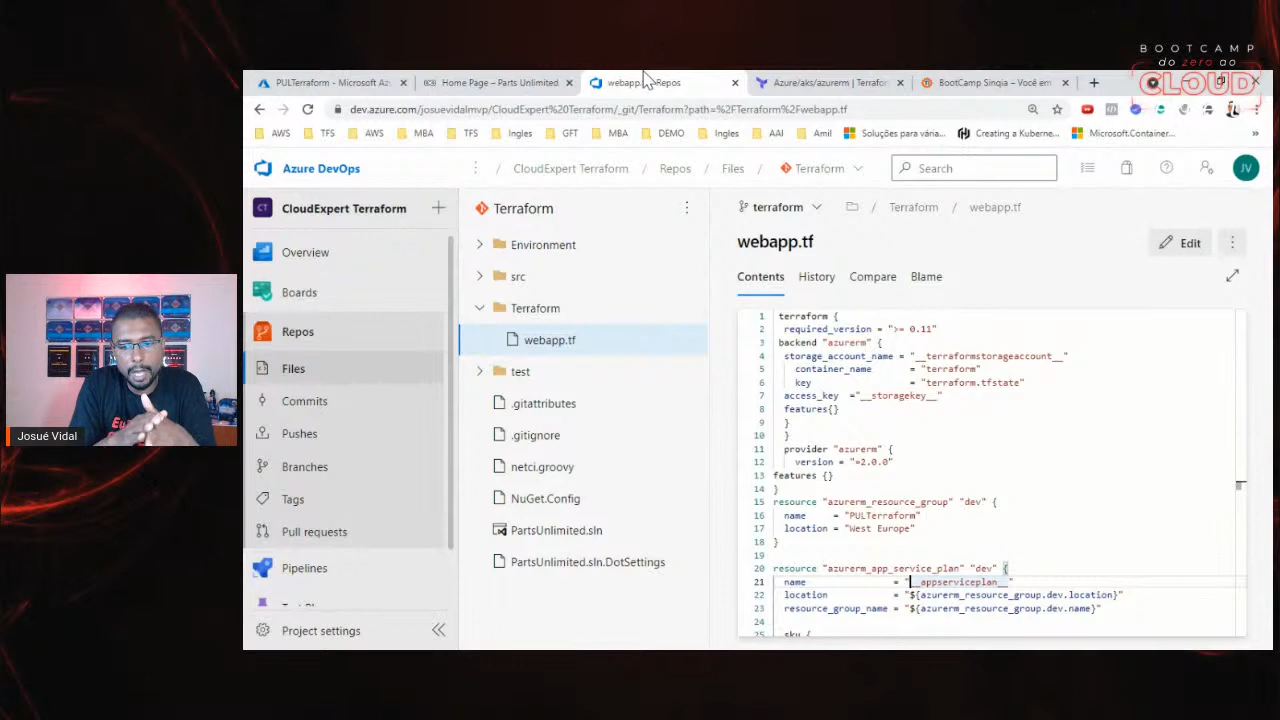 BOOTCAMP
do zero ao
CLOUD
PULTerraform - Microsoft Az
Home Page – Parts Unlimited
webapp. Repos
Azure/aks/azurerm | Terrafor
BootCamp Sinqia – Você em
dev.azure.com/josuevidalmvp/CloudExpert%20Terraform/_git/Terraform?path=%2FTerraform%2Fwebapp.tf
AWS
TFS
AWS
MBA
TFS
Ingles
GFT
MBA
DEMO
Ingles
AAI
Amil
Soluções para vária...
Creating a Kuberne...
Microsoft.Container...
»
Azure DevOps
/ CloudExpert Terraform / Repos / Files / Terraform
Search
JV
CT
CloudExpert Terraform
Overview
Boards
Repos
Files
Commits
Pushes
Branches
Tags
Pull requests
Pipelines
Project settings
Terraform
Environment
src
Terraform
webapp.tf
test
.gitattributes
.gitignore
netci.groovy
NuGet.Config
PartsUnlimited.sln
PartsUnlimited.sln.DotSettings
terraform / Terraform / webapp.tf
webapp.tf
Edit
Contents
History
Compare
Blame
1 terraform {
2 required_version = ">= 0.11"
3 backend "azurerm" {
4 storage_account_name = "__terraformstorageaccount__"
5 container_name = "terraform"
6 key = "terraform.tfstate"
7 access_key ="__storagekey__"
8 features{}
9 }
10 }
11 provider "azurerm" {
12 version = "=2.0.0"
13 features {}
14 }
15 resource "azurerm_resource_group" "dev" {
16 name = "PULTerraform"
17 location = "West Europe"
18 }
19
20 resource "azurerm_app_service_plan" "dev" {
21 name = "__appserviceplan__"
22 location = "${azurerm_resource_group.dev.location}"
23 resource_group_name = "${azurerm_resource_group.dev.name}"
24
25 sku {
Josué Vidal